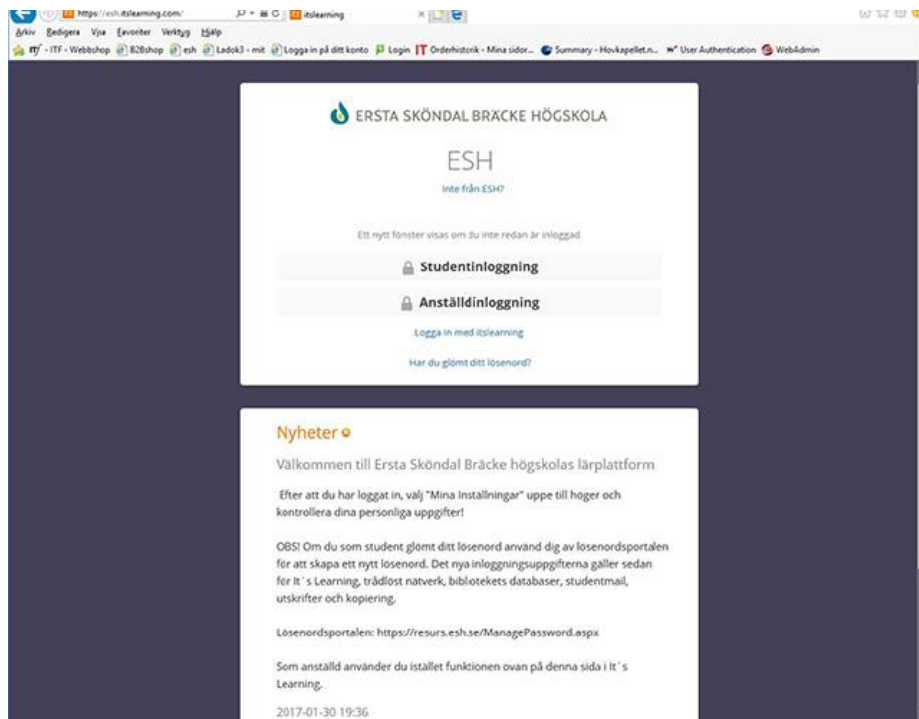 https://esh.itslearning.com/
itslearning
Arkiv Redigera Visa Favoriter Verktyg Hjälp
ITF - Webbshop B2Bshop esh Ladok3 - mit Logga in på ditt konto Login Orderhistorik - Mina sidor... Summary - Hovkapellet.n... User Authentication WebAdmin
ERSTA SKÖNDAL BRÄCKE HÖGSKOLA
ESH
Inte från ESH?
Ett nytt fönster visas om du inte redan är inloggad
Studentinloggning
Anställdinloggning
Logga in med itslearning
Har du glömt ditt lösenord?
Nyheter
Välkommen till Ersta Sköndal Bräcke högskolas lärplattform
Efter att du har loggat in, välj "Mina Inställningar" uppe till höger och
kontrollera dina personliga uppgifter!
OBS! Om du som student glömt ditt lösenord använd dig av lösenordsportalen
för att skapa ett nytt lösenord. Det nya inloggningsuppgifterna gäller sedan
för It´s Learning, trådlöst nätverk, bibliotekets databaser, studentmail,
utskrifter och kopiering.
Lösenordsportalen: https://resurs.esh.se/ManagePassword.aspx
Som anställd använder du istället funktionen ovan på denna sida i It´s
Learning.
2017-01-30 19:36